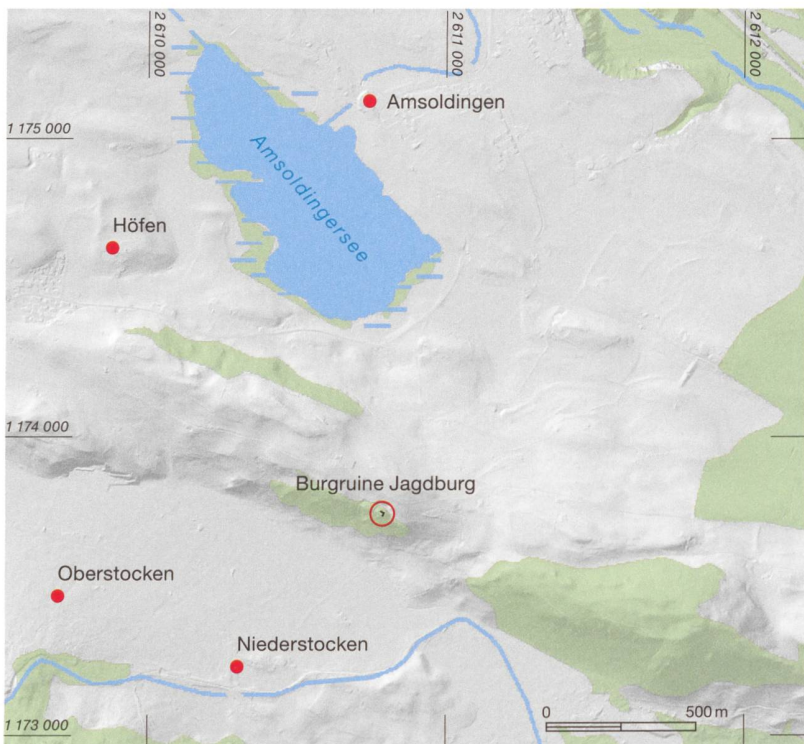 2 610 000
2 611 000
2 612 000
Amsoldingen
1 175 000
Amsoldingersee
Höfen
1 174 000
Burgruine Jagdburg
Oberstocken
Niederstocken
0
500 m
1 173 000